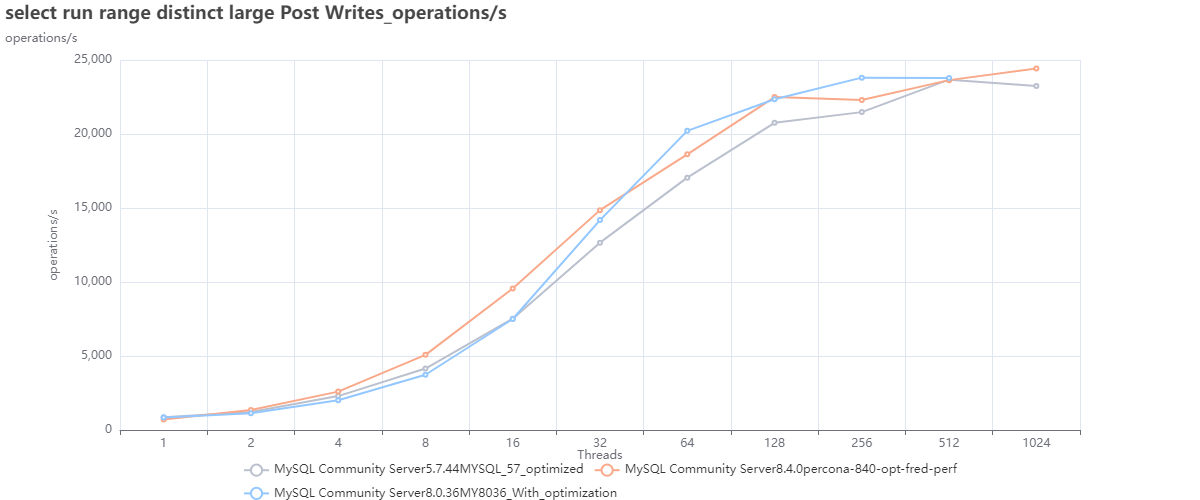 select run range distinct large Post Writes_operations/s
operations/s
25,000
20,000
15,000
10,000
5,000
0
operations/s
1 2 4 8 16 32 64 128 256 512 1024
Threads
MySQL Community Server5.7.44MYSQL_57_optimized MySQL Community Server8.4.0percona-840-opt-fred-perf
MySQL Community Server8.0.36MY8036_With_optimization